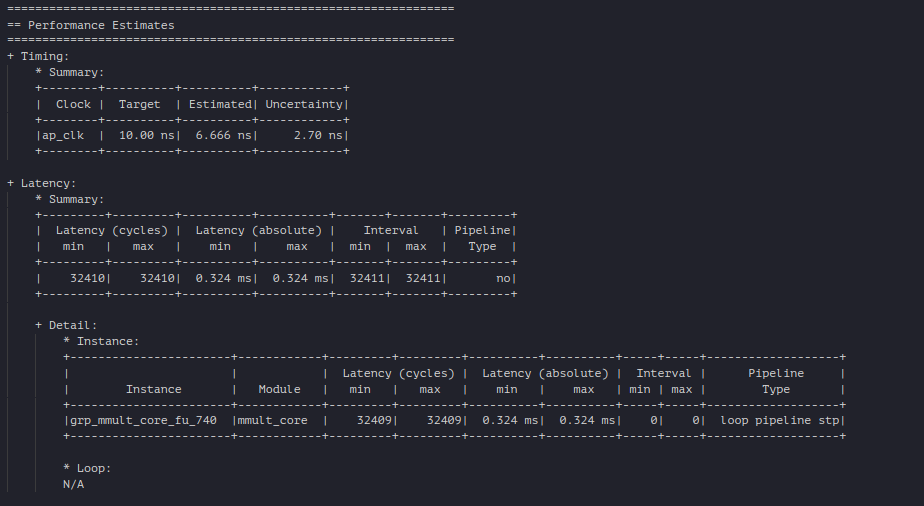 ================================================================
== Performance Estimates
================================================================
+ Timing:
    * Summary:
    +--------+----------+----------+------------+
    |  Clock |  Target  | Estimated| Uncertainty|
    +--------+----------+----------+------------+
    |ap_clk  |  10.00 ns|  6.666 ns|     2.70 ns|
    +--------+----------+----------+------------+

+ Latency:
    * Summary:
    +---------+---------+----------+----------+-------+-------+---------+
    |  Latency (cycles) |  Latency (absolute) |    Interval   | Pipeline|
    |   min   |   max   |    min   |    max   |  min  |  max  |   Type  |
    +---------+---------+----------+----------+-------+-------+---------+
    |    32410|    32410|  0.324 ms|  0.324 ms|  32411|  32411|       no|
    +---------+---------+----------+----------+-------+-------+---------+

    + Detail:
        * Instance:
        +-----------------------+------------+---------+---------+----------+----------+-----+-----+-------------------+
        |                       |            |  Latency (cycles) |  Latency (absolute) |  Interval |      Pipeline     |
        |        Instance       |   Module   |   min   |   max   |    min   |    max   | min | max |        Type       |
        +-----------------------+------------+---------+---------+----------+----------+-----+-----+-------------------+
        |grp_mmult_core_fu_740  |mmult_core  |    32409|    32409|  0.324 ms|  0.324 ms|    0|    0|  loop pipeline stp|
        +-----------------------+------------+---------+---------+----------+----------+-----+-----+-------------------+

        * Loop:
        N/A